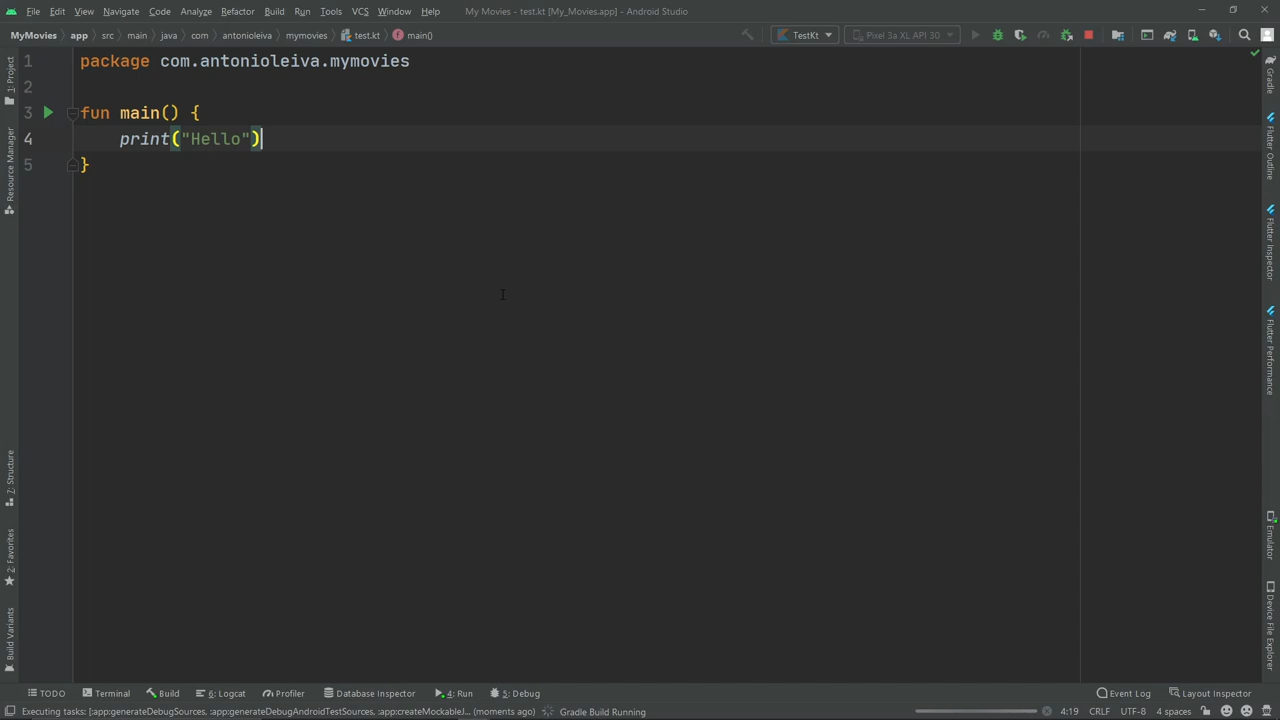 File Edit View Navigate Code Analyze Refactor Build Run Tools VCS Window Help My Movies - test.kt [My_Movies.app] - Android Studio
MyMovies app src main java com antonioleiva mymovies test.kt main() TestKt Pixel 3a XL API 30
1: Project
Resource Manager
Z: Structure
2: Favorites
Build Variants
1 package com.antonioleiva.mymovies
2
3 fun main() {
4 print("Hello")
5 }
Gradle
Flutter Outline
Flutter Inspector
Flutter Performance
Emulator
Device File Explorer
TODO Terminal Build 6: Logcat Profiler Database Inspector 4: Run 5: Debug Event Log Layout Inspector
Executing tasks: [:app:generateDebugSources, :app:generateDebugAndroidTestSources, :app:createMockableJ... (moments ago) Gradle Build Running 4:19 CRLF UTF-8 4 spaces